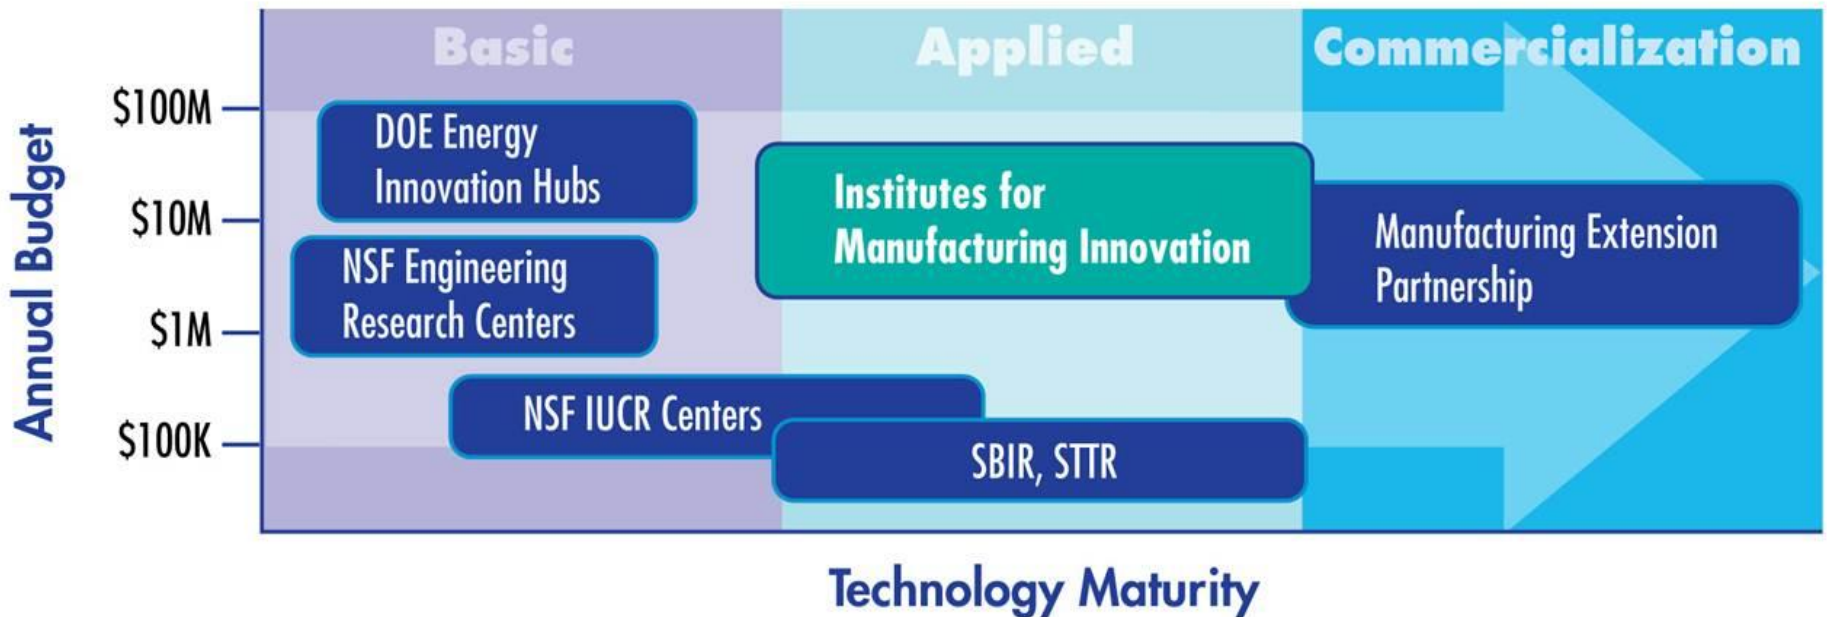 Basic
Applied
Commercialization
Annual Budget
$100M
$10M
$1M
$100K
DOE Energy
Innovation Hubs
NSF Engineering
Research Centers
Institutes for
Manufacturing Innovation
Manufacturing Extension
Partnership
NSF IUCR Centers
SBIR, STTR
Technology Maturity